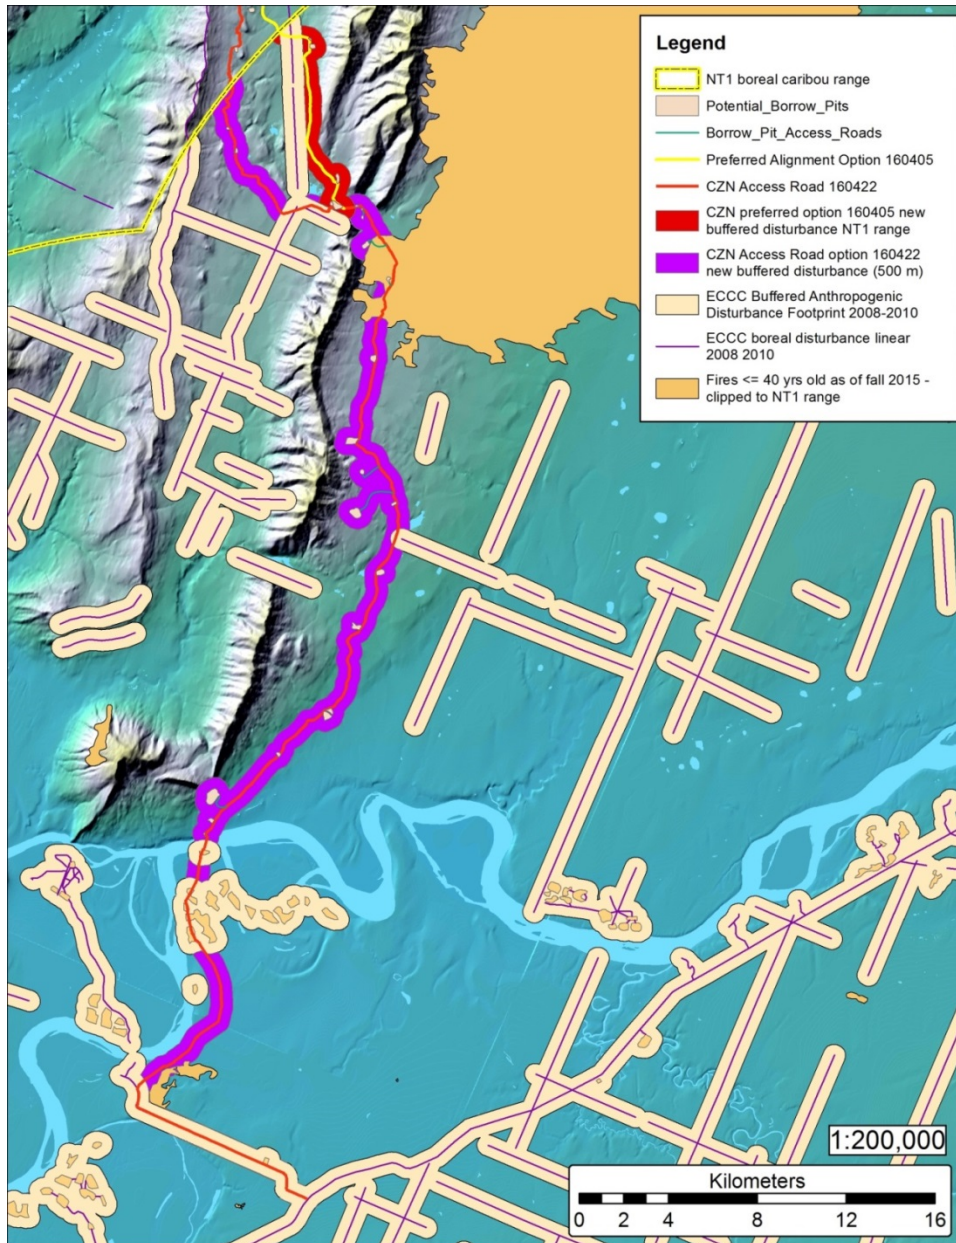 Legend
NT1 boreal caribou range
Potential_Borrow_Pits
Borrow_Pit_Access_Roads
Preferred Alignment Option 160405
CZN Access Road 160422
CZN preferred option 160405 new
buffered disturbance NT1 range
CZN Access Road option 160422
new buffered disturbance (500 m)
ECCC Buffered Anthropogenic
Disturbance Footprint 2008-2010
ECCC boreal disturbance linear
2008 2010
Fires <= 40 yrs old as of fall 2015 -
clipped to NT1 range
1:200,000
Kilometers
0 2 4 8 12 16